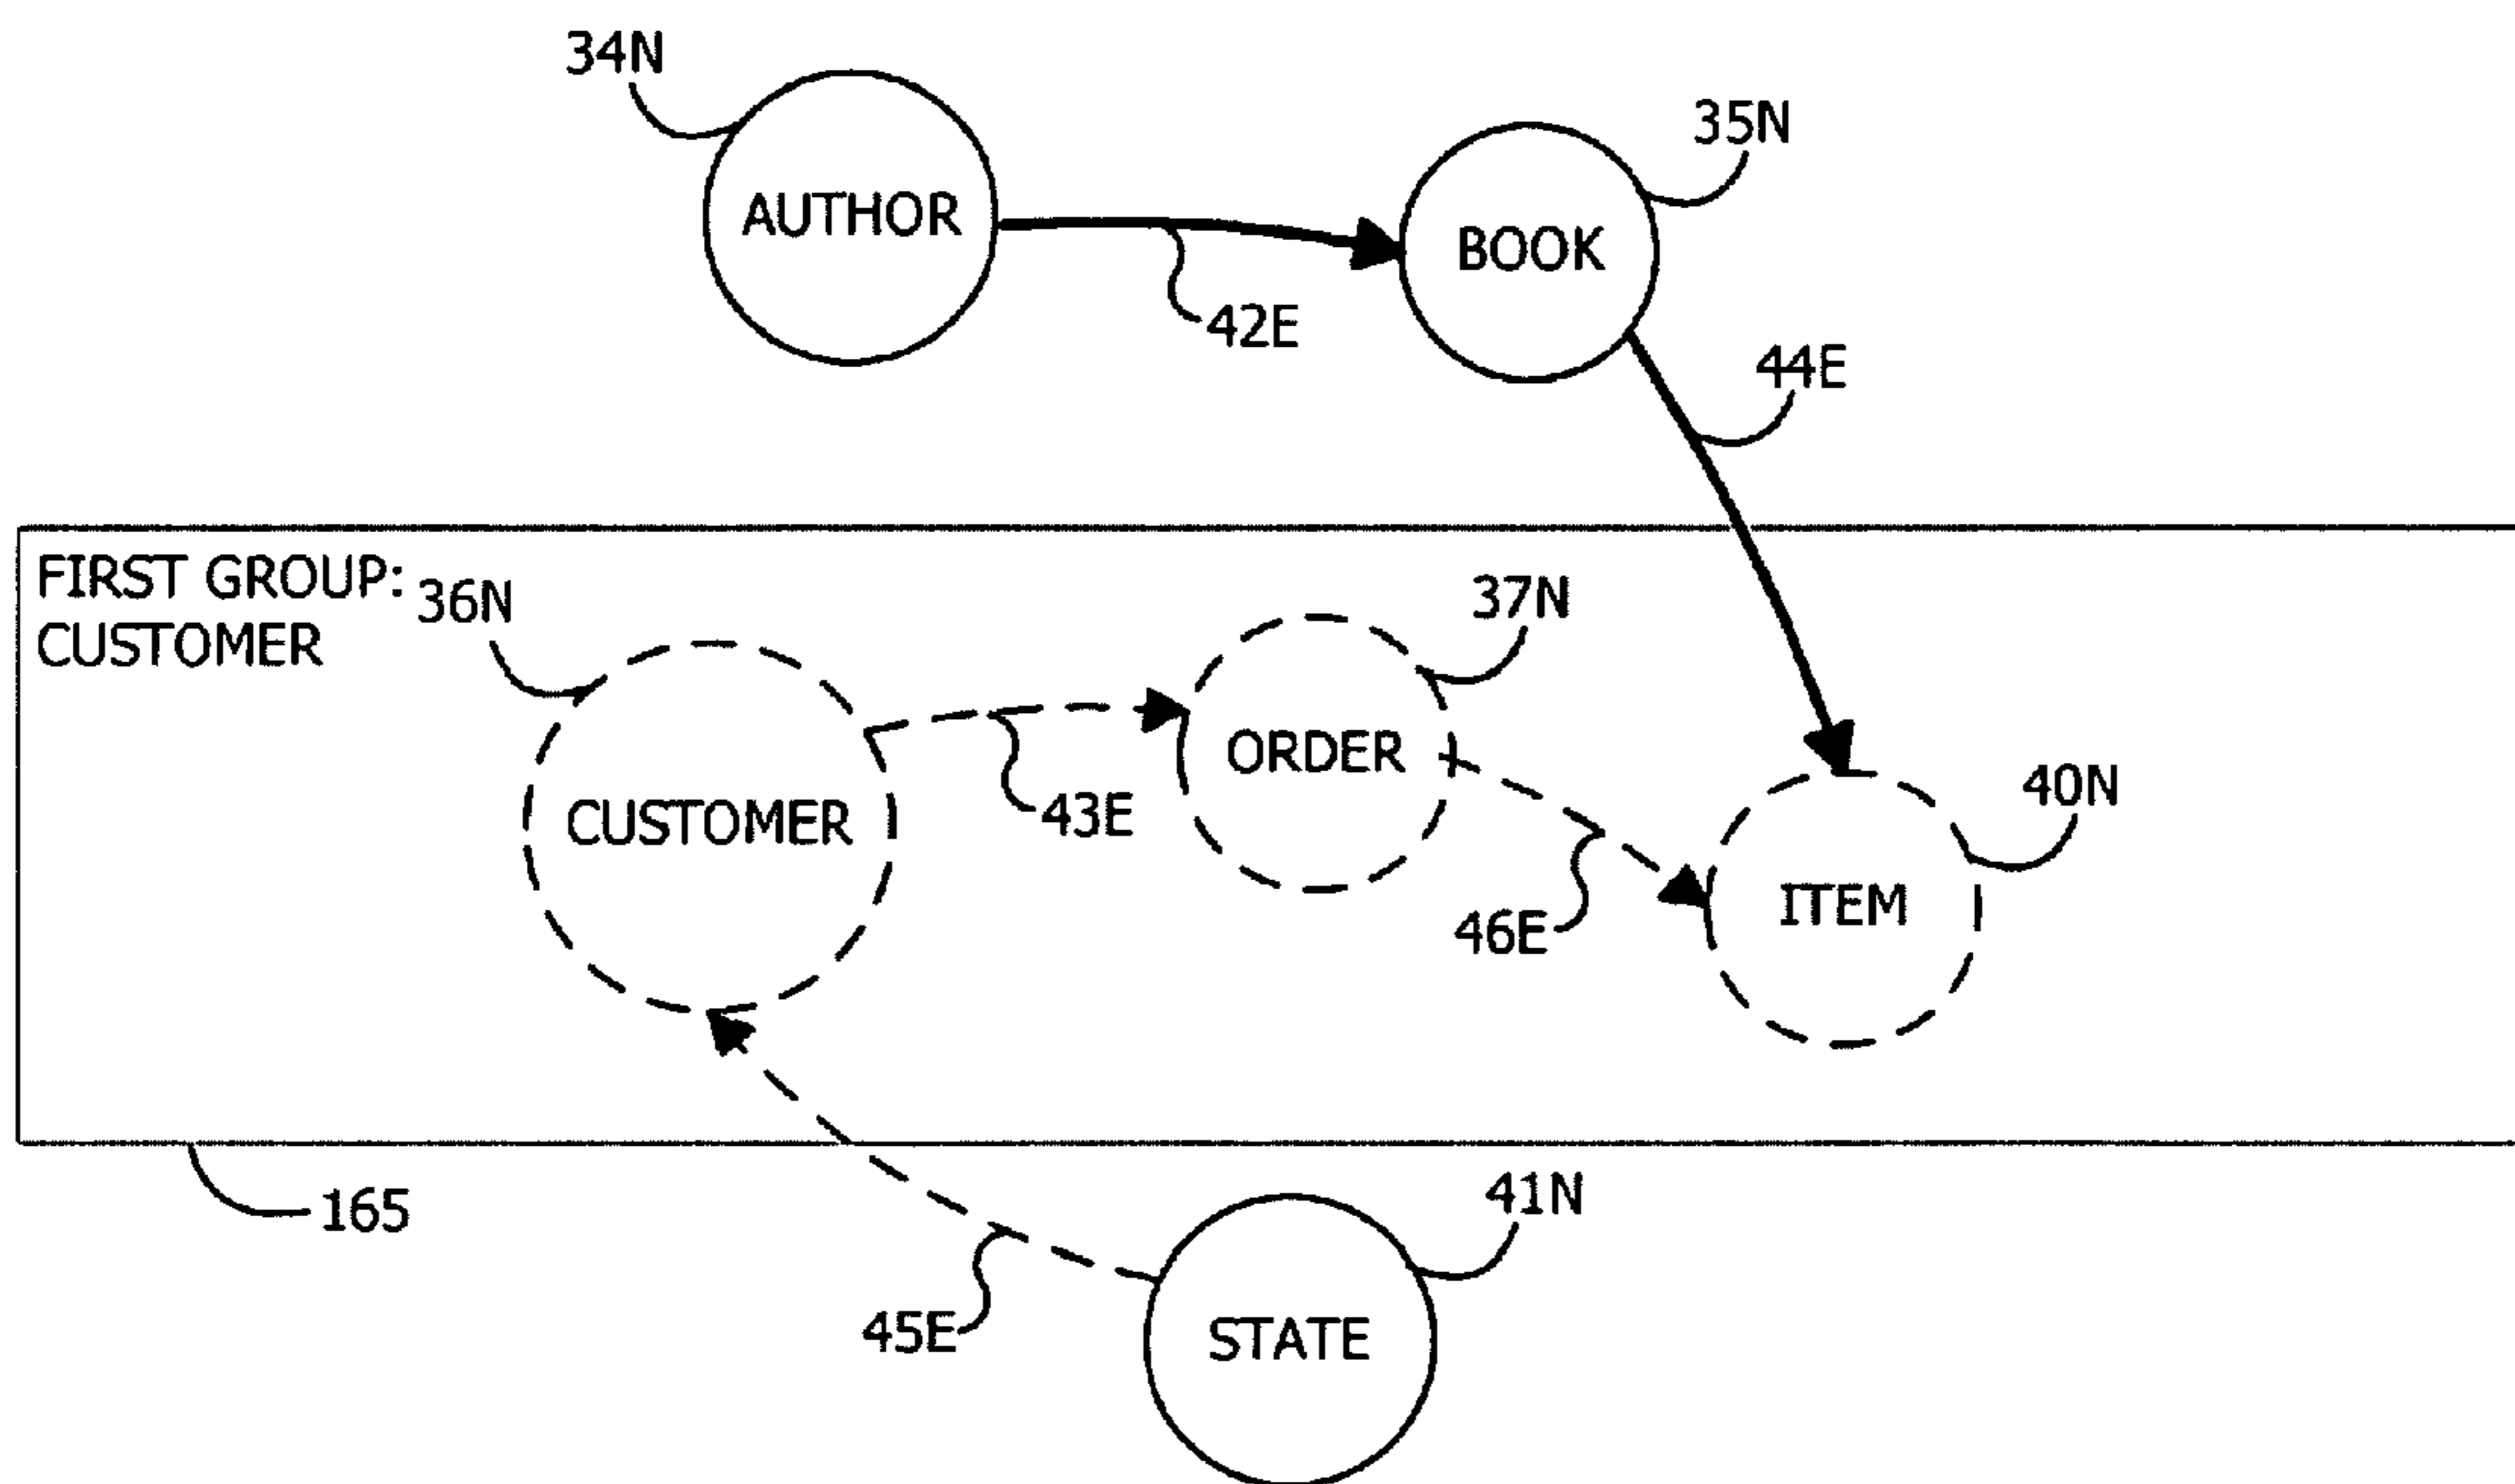 34N
AUTHOR
35N
BOOK
42E
44E
FIRST GROUP:
CUSTOMER
36N
37N
CUSTOMER
43E
ORDER
40N
46E
ITEM
165
41N
45E
STATE